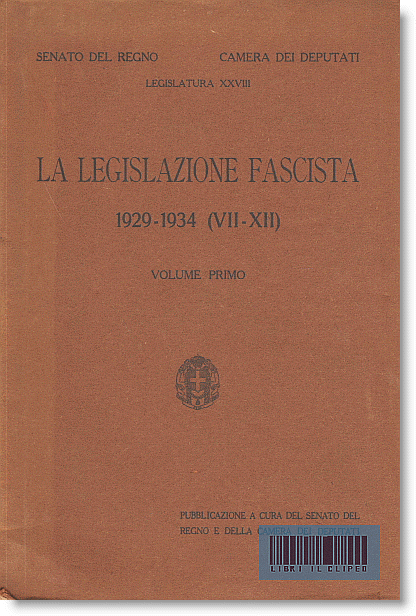 SENATO DEL REGNO CAMERA DEI DEPUTATI
LEGISLATURA XXVIII
LA LEGISLAZIONE FASCISTA
1929-1934 (VII-XII)
VOLUME PRIMO
PUBBLICAZIONE A CURA DEL SENATO DEL
REGNO E DELLA CAMERA DEI DEPUTATI
LIBRI IL CLIPEO